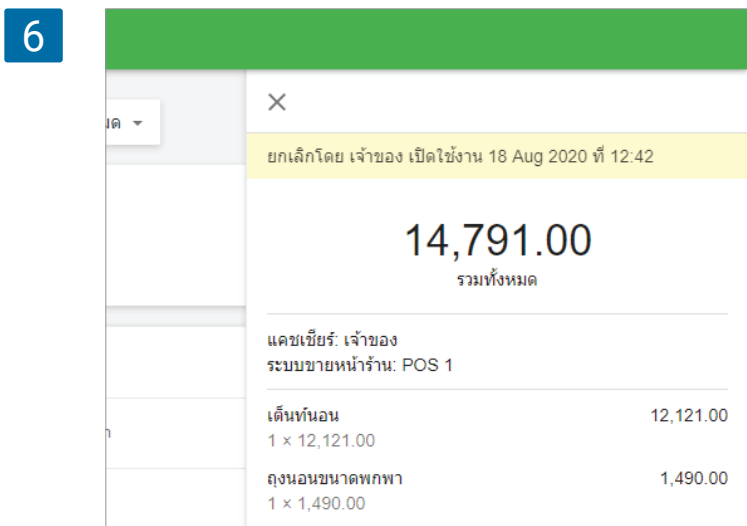 6
ยกเลิกโดย เจ้าของ เปิดใช้งาน 18 Aug 2020 ที่ 12:42
14,791.00
รวมทั้งหมด
แคชเชียร์: เจ้าของ
ระบบขายหน้าร้าน: POS 1
เต็นท์นอน 12,121.00
1 × 12,121.00
ถุงนอนขนาดพกพา 1,490.00
1 × 1,490.00